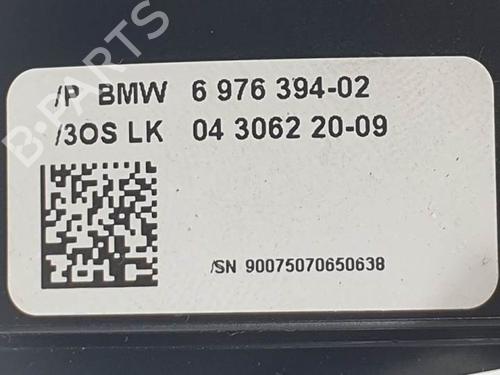 B-PARTS
/P BMW 6 976 394-02
/3OS LK 04 3062 20-09
/SN 90075070650638